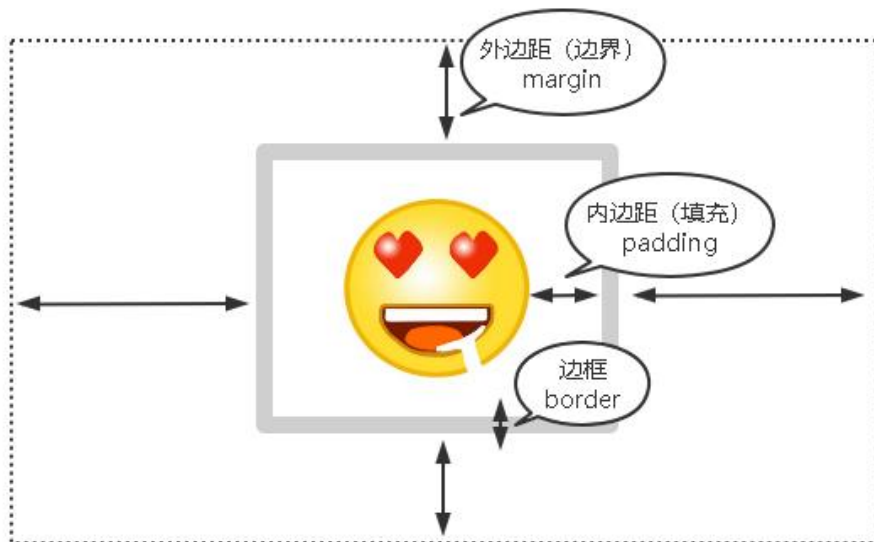 外边距（边界）
margin
内边距（填充）
padding
边框
border